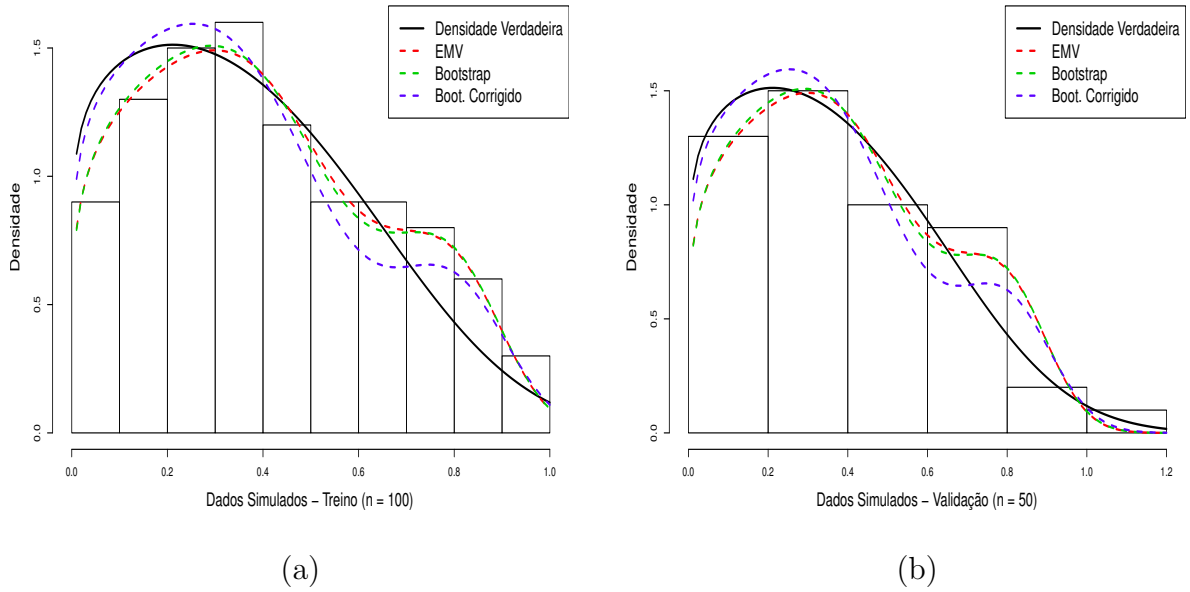 Densidade Verdadeira
EMV
Bootstrap
Boot. Corrigido
Densidade
0.0
0.5
1.0
1.5
0.0 0.2 0.4 0.6 0.8 1.0
Dados Simulados – Treino (n = 100)
(a)
Densidade Verdadeira
EMV
Bootstrap
Boot. Corrigido
Densidade
0.0
0.5
1.0
1.5
0.0 0.2 0.4 0.6 0.8 1.0 1.2
Dados Simulados – Validação (n = 50)
(b)